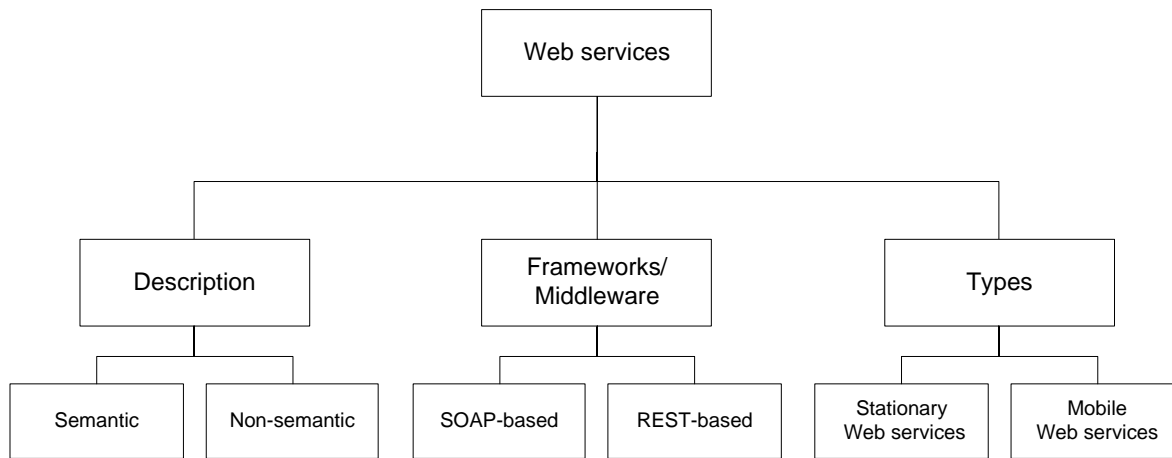 Web services
Description
Frameworks/
Middleware
Types
Semantic
Non-semantic
SOAP-based
REST-based
Stationary
Web services
Mobile
Web services